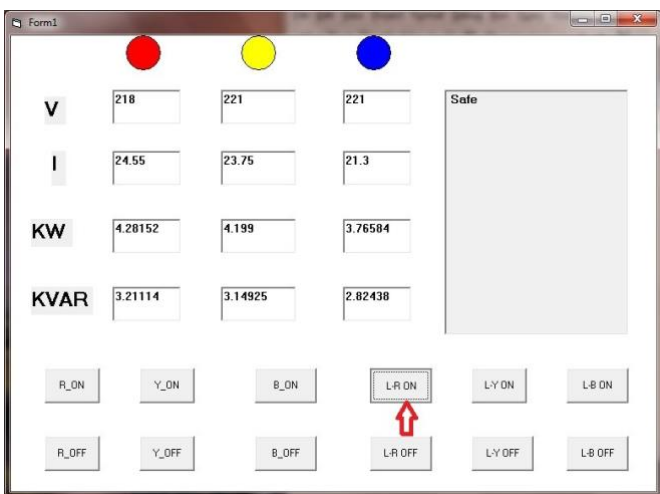 Form1
V 218 221 221 Safe
I 24.55 23.75 21.3
KW 4.28152 4.199 3.76584
KVAR 3.21114 3.14925 2.82438
R_ON Y_ON B_ON L-R ON L-Y ON L-B ON
R_OFF Y_OFF B_OFF L-R OFF L-Y OFF L-B OFF